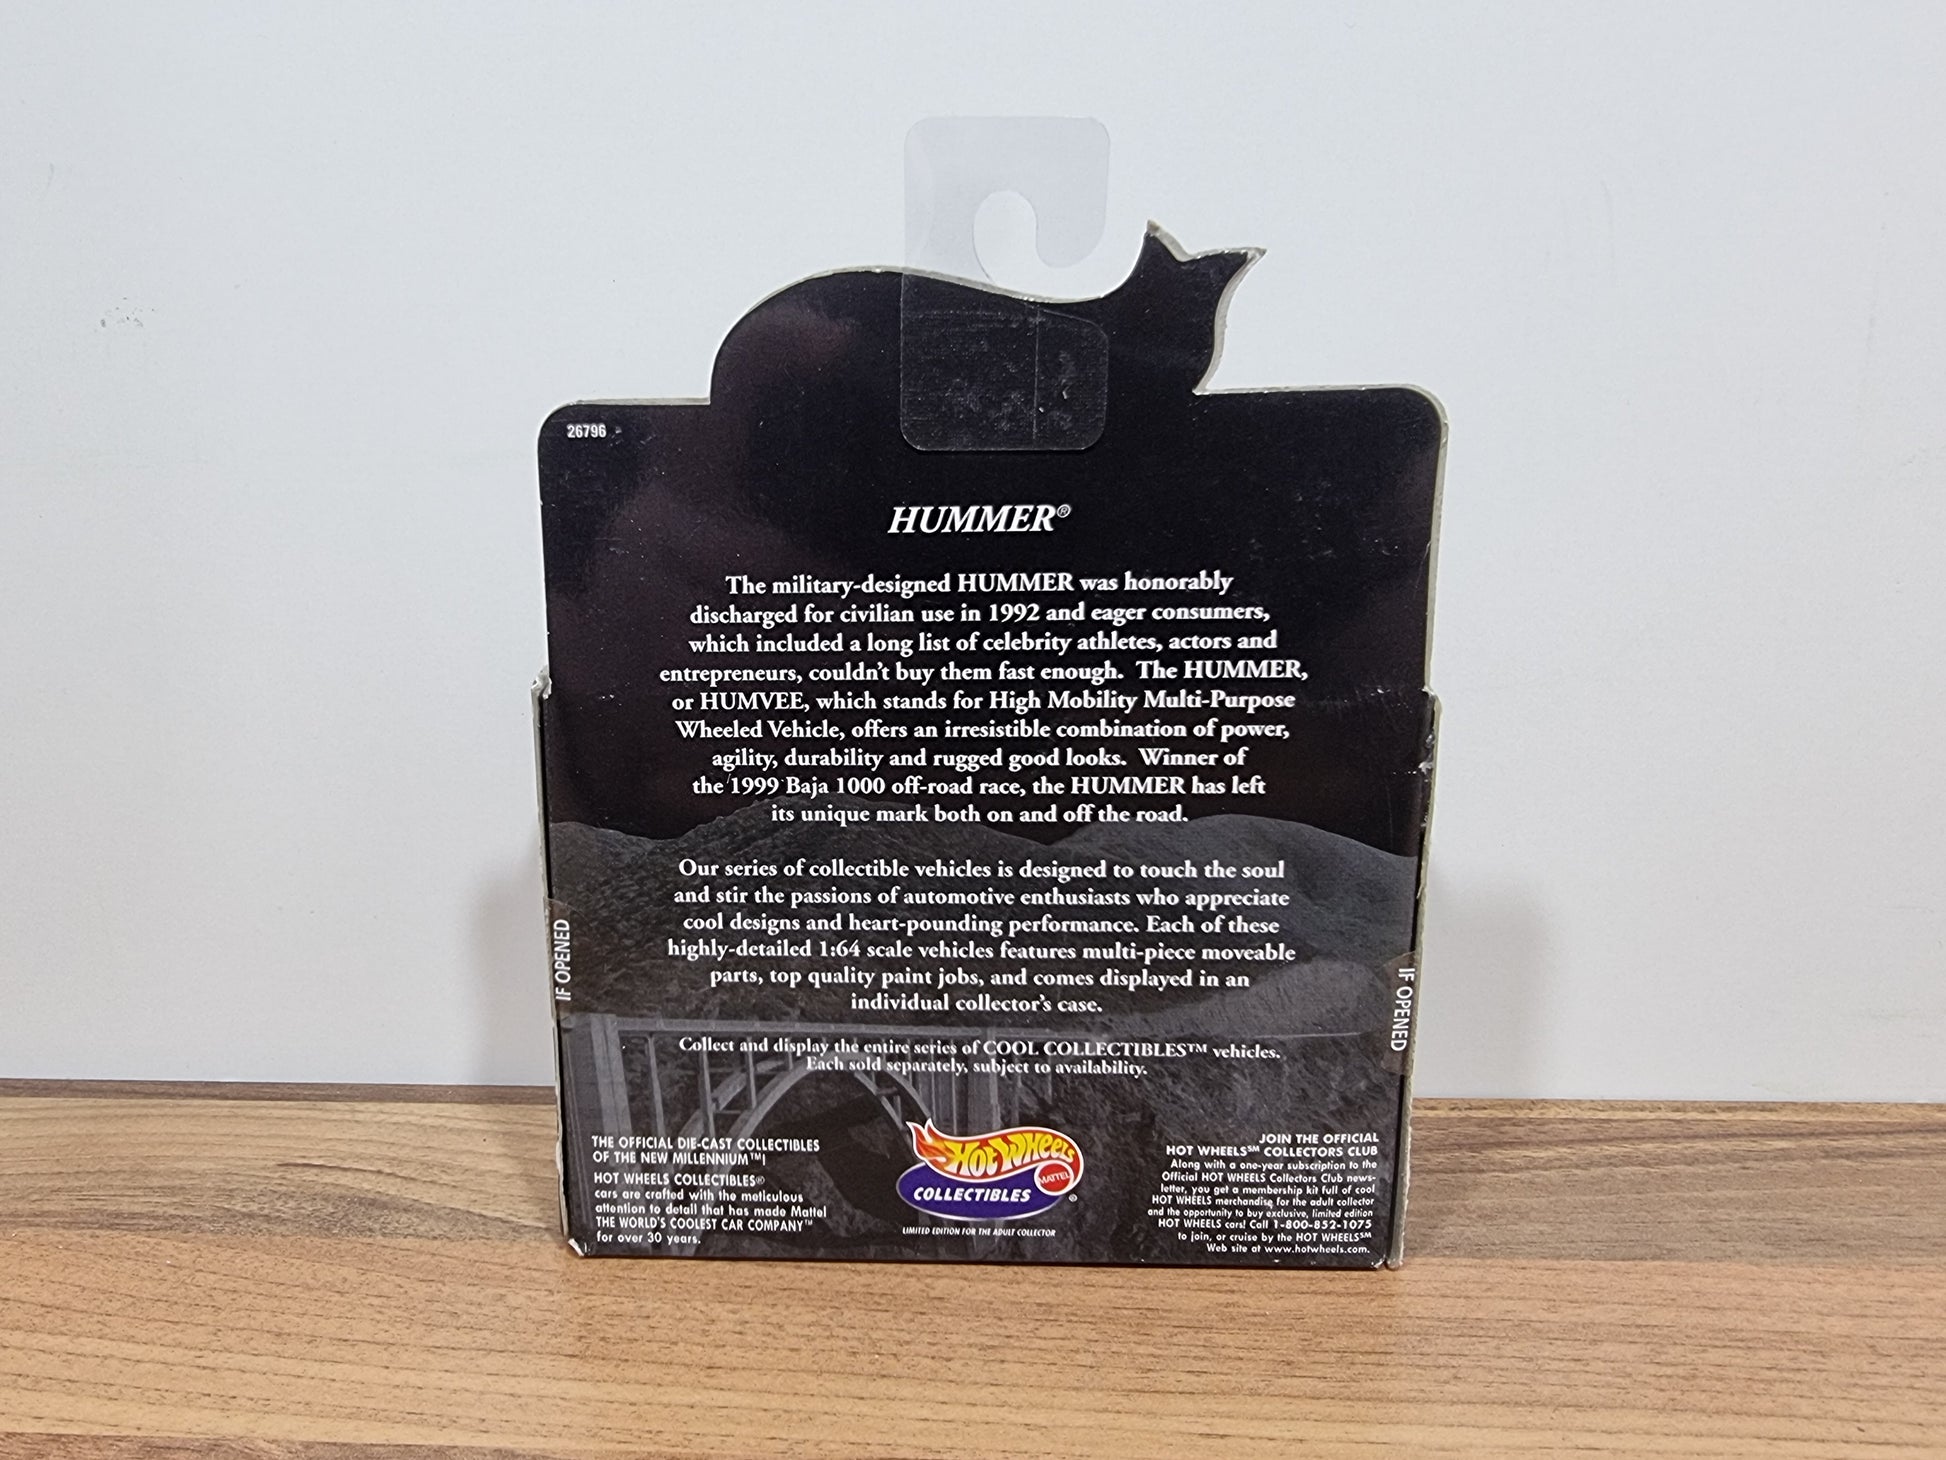 26796
HUMMER®
The military-designed HUMMER was honorably
discharged for civilian use in 1992 and eager consumers,
which included a long list of celebrity athletes, actors and
entrepreneurs, couldn't buy them fast enough. The HUMMER,
or HUMVEE, which stands for High Mobility Multi-Purpose
Wheeled Vehicle, offers an irresistible combination of power,
agility, durability and rugged good looks. Winner of
the 1999 Baja 1000 off-road race, the HUMMER has left
its unique mark both on and off the road.
Our series of collectible vehicles is designed to touch the soul
and stir the passions of automotive enthusiasts who appreciate
cool designs and heart-pounding performance. Each of these
highly-detailed 1:64 scale vehicles features multi-piece moveable
parts, top quality paint jobs, and comes displayed in an
individual collector's case.
IF OPENED
IF OPENED
Collect and display the entire series of COOL COLLECTIBLES™ vehicles.
Each sold separately, subject to availability.
THE OFFICIAL DIE-CAST COLLECTIBLES
OF THE NEW MILLENNIUM™!
HOT WHEELS COLLECTIBLES®
cars are crafted with the meticulous
attention to detail that has made Mattel
THE WORLD'S COOLEST CAR COMPANY™
for over 30 years.
Hot Wheels
MATTEL
COLLECTIBLES
®
LIMITED EDITION FOR THE ADULT COLLECTOR
JOIN THE OFFICIAL
HOT WHEELS℠ COLLECTORS CLUB
Along with a one-year subscription to the
Official HOT WHEELS Collectors Club news-
letter, you get a membership kit full of cool
HOT WHEELS merchandise for the adult collector
and the opportunity to buy exclusive, limited edition
HOT WHEELS cars! Call 1-800-852-1075
to join, or cruise by the HOT WHEELS℠
Web site at www.hotwheels.com.